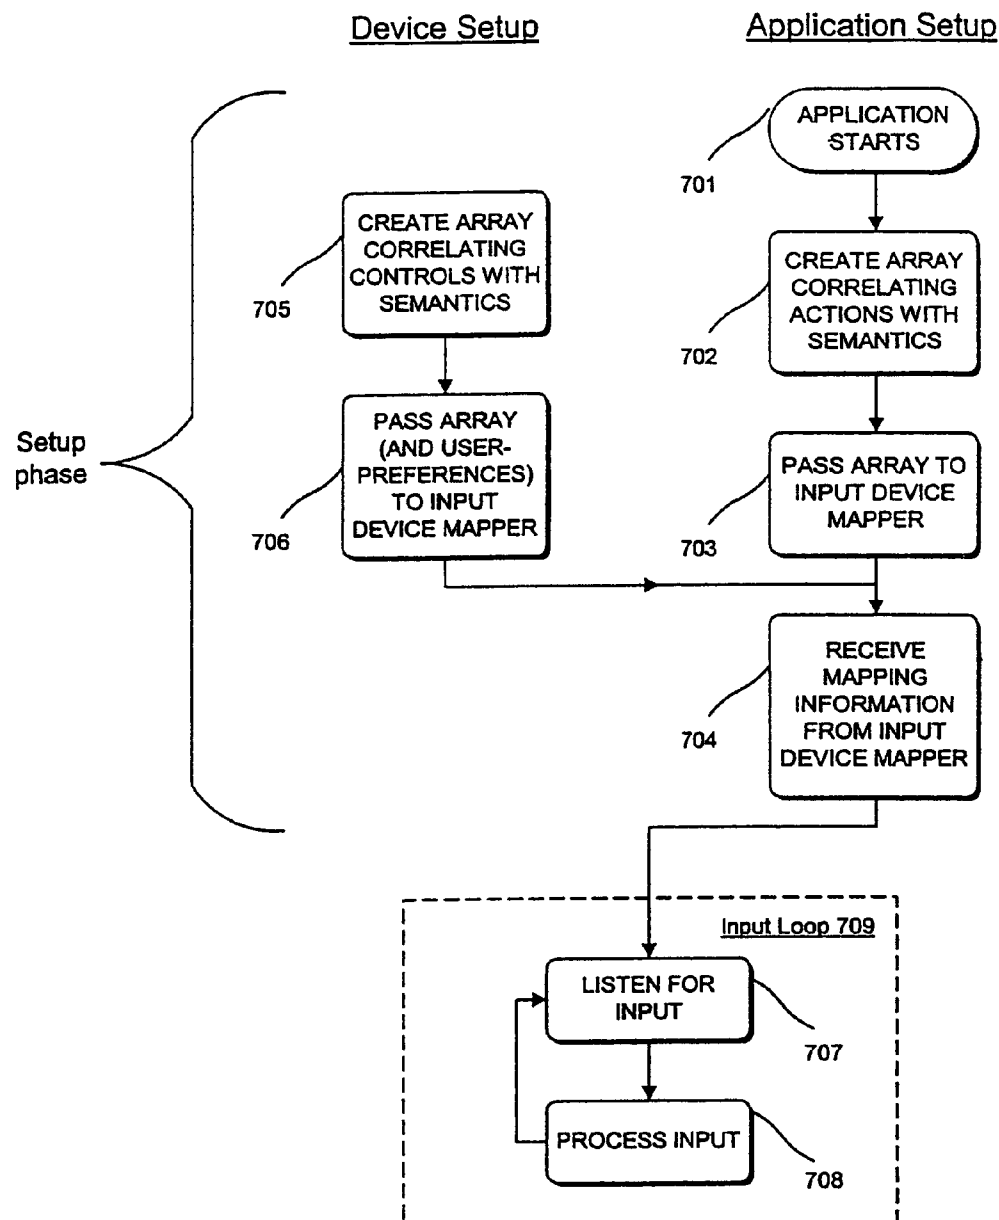 Device Setup
Application Setup
APPLICATION
STARTS
701
CREATE ARRAY
CORRELATING
CONTROLS WITH
SEMANTICS
705
CREATE ARRAY
CORRELATING
ACTIONS WITH
SEMANTICS
702
Setup
phase
PASS ARRAY
(AND USER-
PREFERENCES)
TO INPUT
DEVICE MAPPER
706
PASS ARRAY TO
INPUT DEVICE
MAPPER
703
RECEIVE
MAPPING
INFORMATION
FROM INPUT
DEVICE MAPPER
704
Input Loop 709
LISTEN FOR
INPUT
707
PROCESS INPUT
708